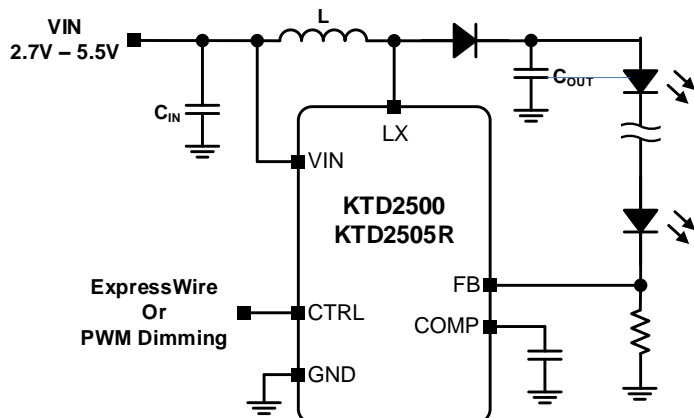 VIN
2.7V – 5.5V
L
CIN
COUT
LX
VIN
KTD2500
KTD2505R
ExpressWire
Or
PWM Dimming
CTRL
FB
COMP
GND